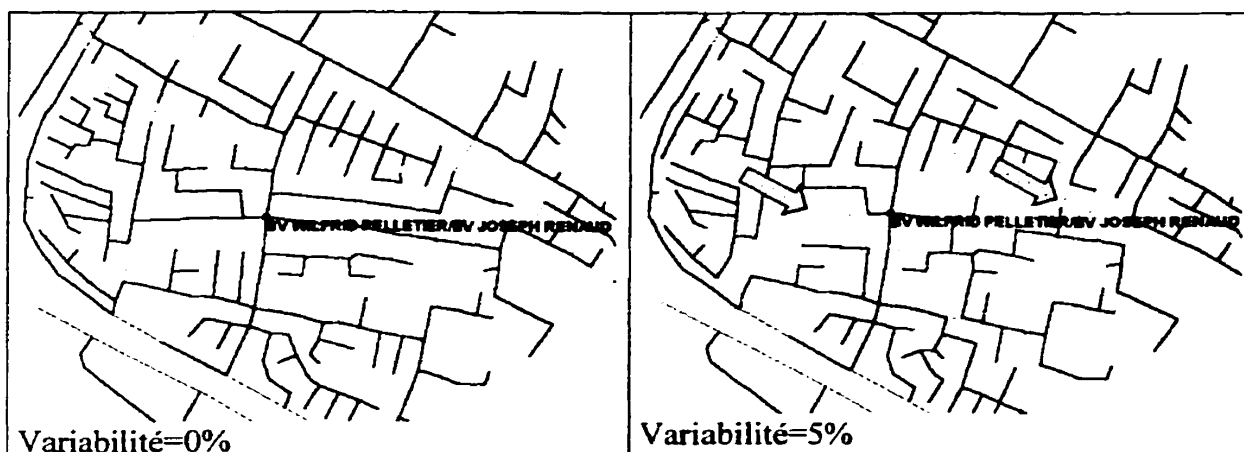 BV WILFRID PELLETIER/BV JOSEPH RENAUD
BV WILFRID PELLETIER/BV JOSEPH RENAUD
Variabilité=0%
Variabilité=5%